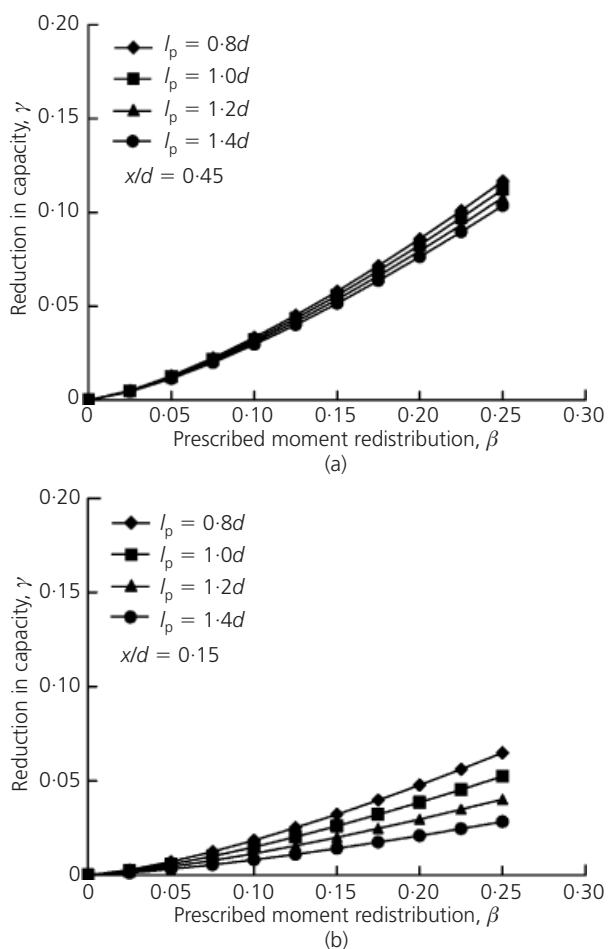 0·20
0·15
0·10
0·05
0
Reduction in capacity, γ
l_p = 0·8d
l_p = 1·0d
l_p = 1·2d
l_p = 1·4d
x/d = 0·45
0 0·05 0·10 0·15 0·20 0·25 0·30
Prescribed moment redistribution, β
(a)
0·20
0·15
0·10
0·05
0
Reduction in capacity, γ
l_p = 0·8d
l_p = 1·0d
l_p = 1·2d
l_p = 1·4d
x/d = 0·15
0 0·05 0·10 0·15 0·20 0·25 0·30
Prescribed moment redistribution, β
(b)